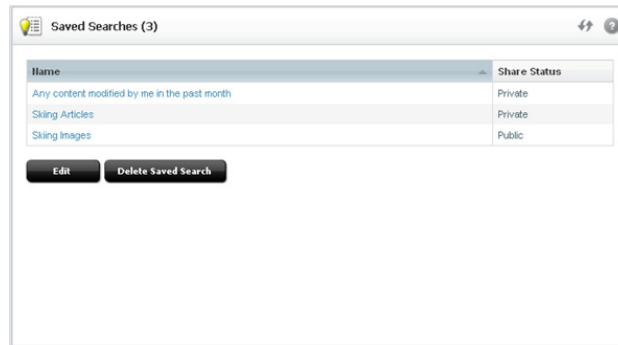 Saved Searches (3)
Name Share Status
Any content modified by me in the past month Private
Skiing Articles Private
Skiing Images Public
Edit Delete Saved Search